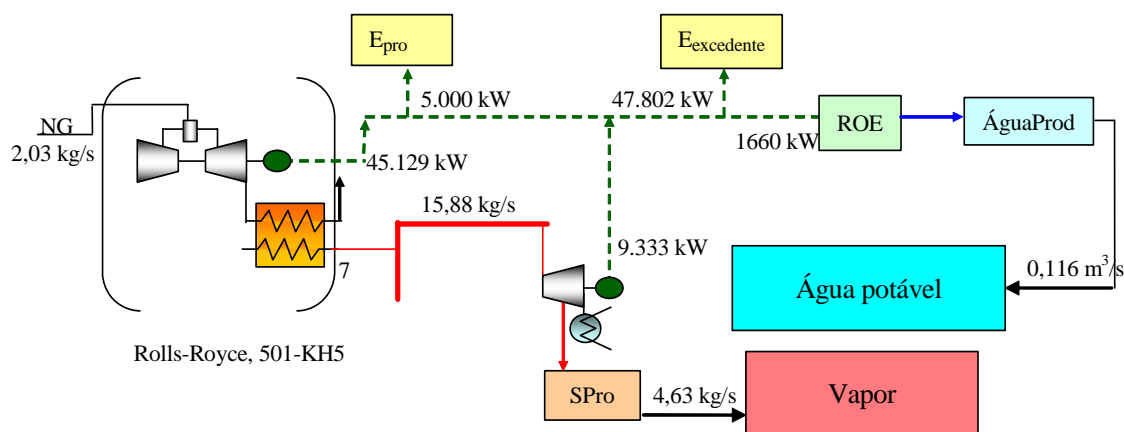 E_pro
E_excedente
NG
2,03 kg/s
5.000 kW
47.802 kW
1660 kW
ROE
ÁguaProd
45.129 kW
15,88 kg/s
7
9.333 kW
0,116 m³/s
Água potável
Rolls-Royce, 501-KH5
SPro
4,63 kg/s
Vapor